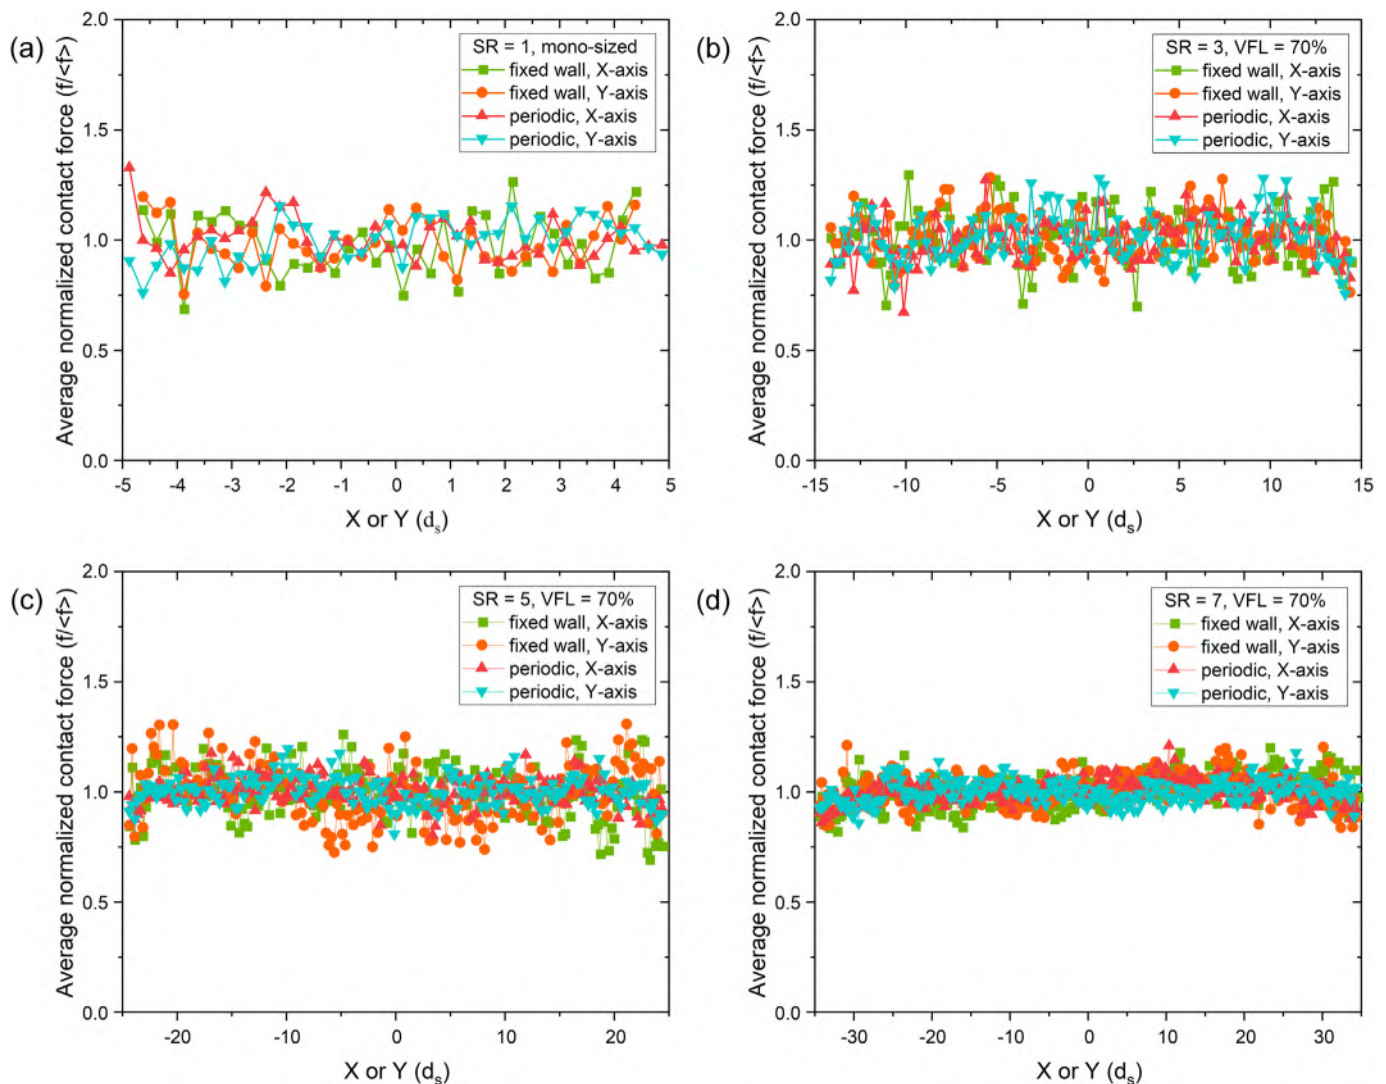 (a)
Average normalized contact force (f/<f>)
2.0
1.5
1.0
0.5
0.0
SR = 1, mono-sized
fixed wall, X-axis
fixed wall, Y-axis
periodic, X-axis
periodic, Y-axis
-5 -4 -3 -2 -1 0 1 2 3 4 5
X or Y (dₛ)
(b)
Average normalized contact force (f/<f>)
2.0
1.5
1.0
0.5
0.0
SR = 3, VFL = 70%
fixed wall, X-axis
fixed wall, Y-axis
periodic, X-axis
periodic, Y-axis
-15 -10 -5 0 5 10 15
X or Y (dₛ)
(c)
Average normalized contact force (f/<f>)
2.0
1.5
1.0
0.5
0.0
SR = 5, VFL = 70%
fixed wall, X-axis
fixed wall, Y-axis
periodic, X-axis
periodic, Y-axis
-20 -10 0 10 20
X or Y (dₛ)
(d)
Average normalized contact force (f/<f>)
2.0
1.5
1.0
0.5
0.0
SR = 7, VFL = 70%
fixed wall, X-axis
fixed wall, Y-axis
periodic, X-axis
periodic, Y-axis
-30 -20 -10 0 10 20 30
X or Y (dₛ)